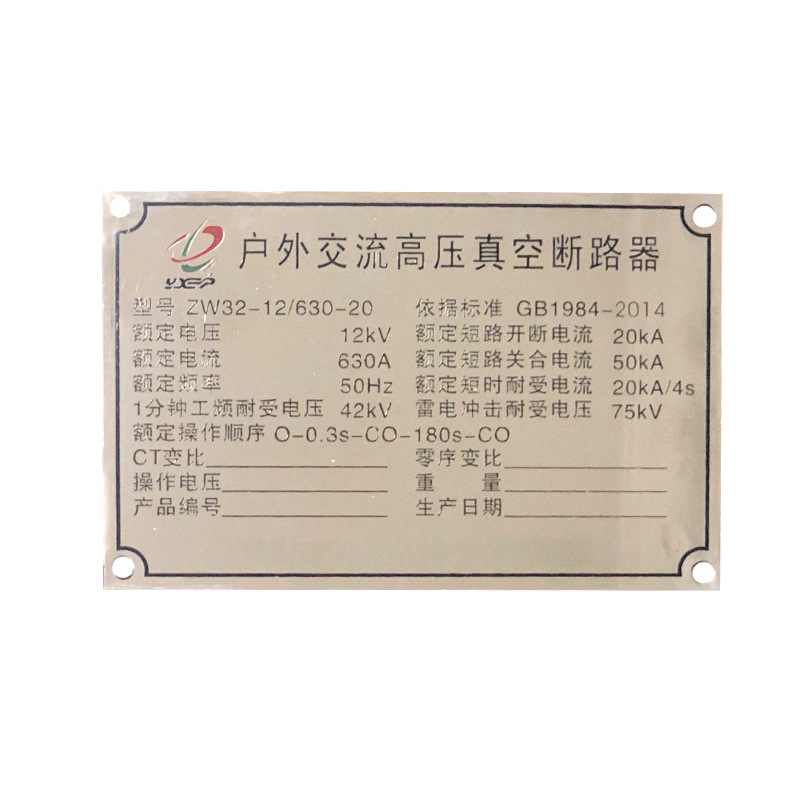 YXEP
户外交流高压真空断路器
型号 ZW32-12/630-20 依据标准 GB1984-2014
额定电压 12kV 额定短路开断电流 20kA
额定电流 630A 额定短路关合电流 50kA
额定频率 50Hz 额定短时耐受电流 20kA/4s
1分钟工频耐受电压 42kV 雷电冲击耐受电压 75kV
额定操作顺序 O-0.3s-CO-180s-CO
CT变比 零序变比
操作电压 重量
产品编号 生产日期